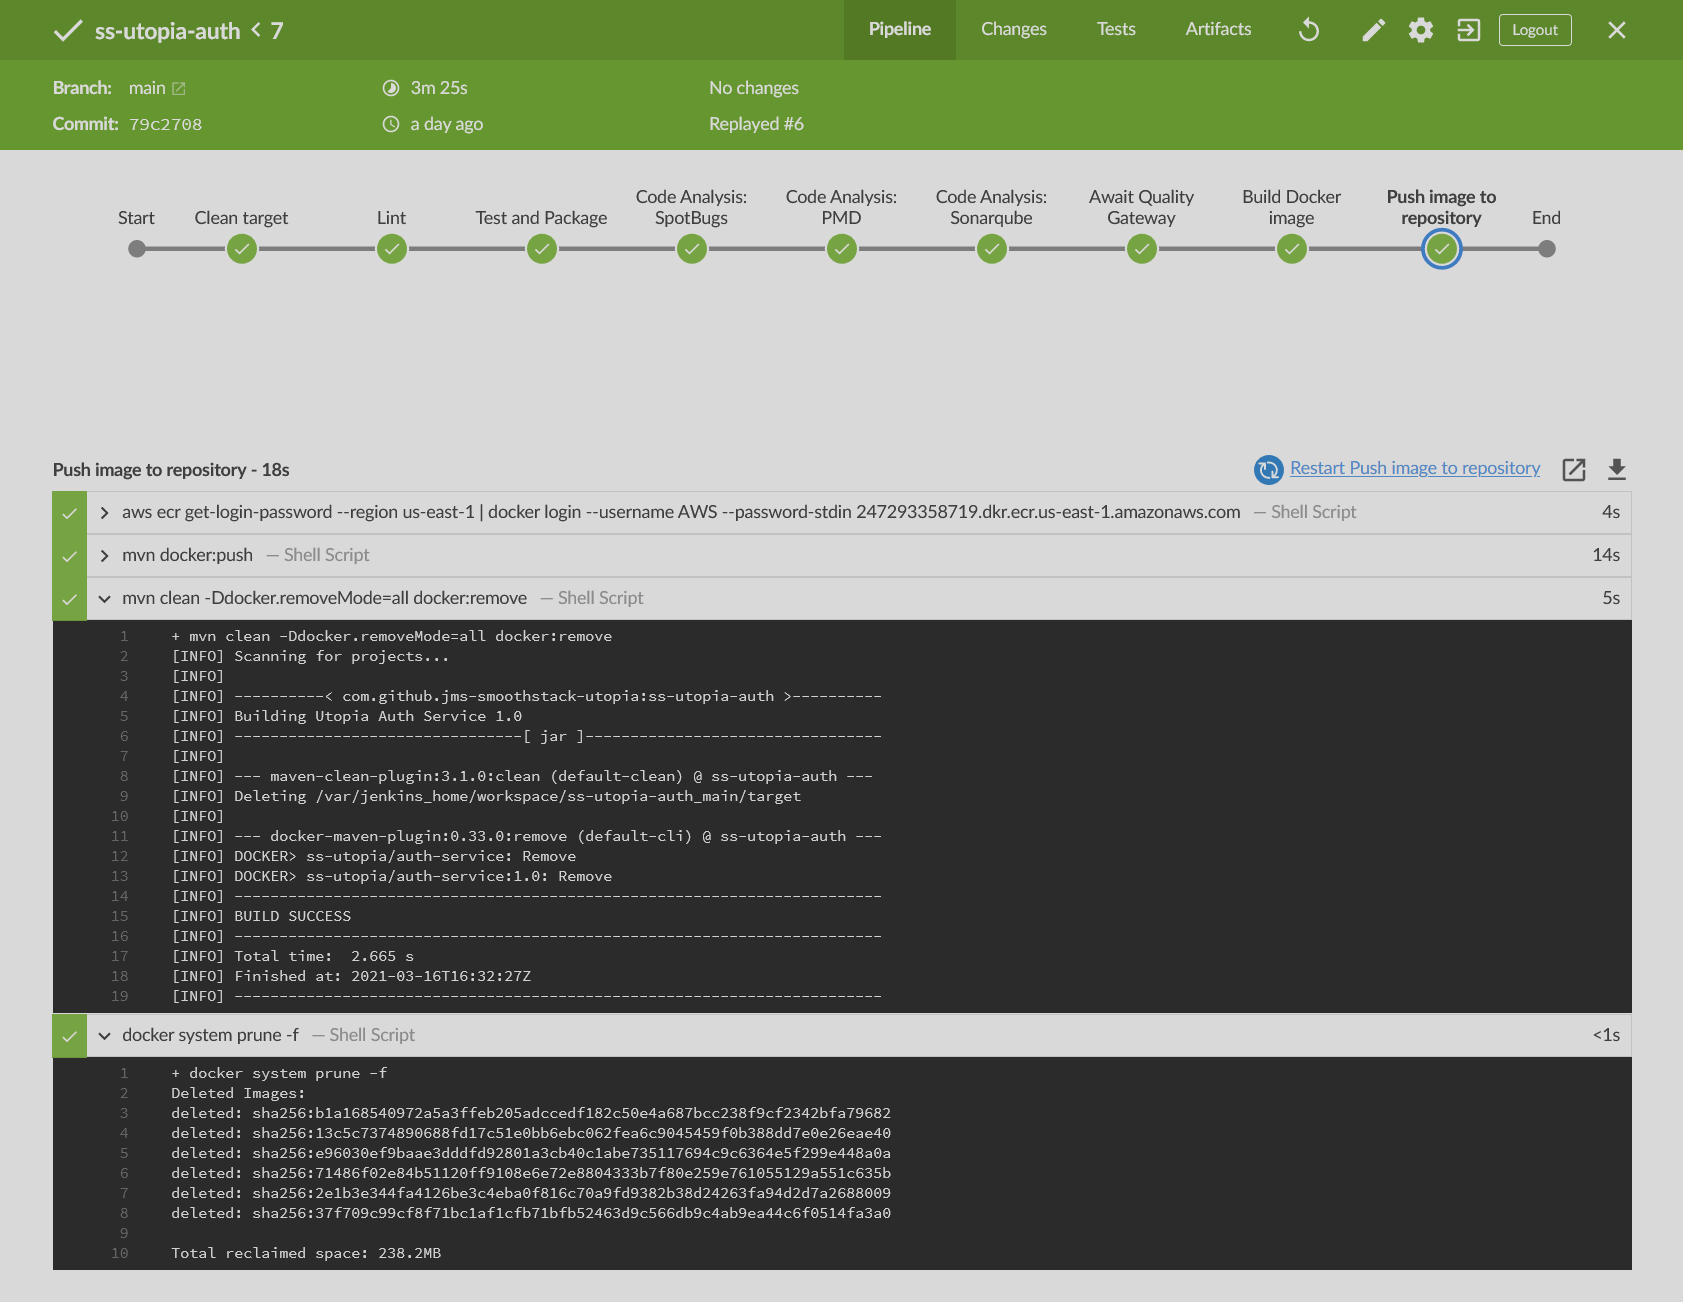 ss-utopia-auth < 7
Pipeline Changes Tests Artifacts Logout
Branch: main 3m 25s No changes
Commit: 79c2708 a day ago Replayed #6
Start
Clean target
Lint
Test and Package
Code Analysis:
SpotBugs
Code Analysis:
PMD
Code Analysis:
Sonarqube
Await Quality
Gateway
Build Docker
image
Push image to
repository
End
Push image to repository - 18s
Restart Push image to repository
aws ecr get-login-password --region us-east-1 | docker login --username AWS --password-stdin 247293358719.dkr.ecr.us-east-1.amazonaws.com — Shell Script 4s
mvn docker:push — Shell Script 14s
mvn clean -Ddocker.removeMode=all docker:remove — Shell Script 5s
1 + mvn clean -Ddocker.removeMode=all docker:remove
2 [INFO] Scanning for projects...
3 [INFO]
4 [INFO] ----------< com.github.jms-smoothstack-utopia:ss-utopia-auth >----------
5 [INFO] Building Utopia Auth Service 1.0
6 [INFO] --------------------------------[ jar ]---------------------------------
7 [INFO]
8 [INFO] --- maven-clean-plugin:3.1.0:clean (default-clean) @ ss-utopia-auth ---
9 [INFO] Deleting /var/jenkins_home/workspace/ss-utopia-auth_main/target
10 [INFO]
11 [INFO] --- docker-maven-plugin:0.33.0:remove (default-cli) @ ss-utopia-auth ---
12 [INFO] DOCKER> ss-utopia/auth-service: Remove
13 [INFO] DOCKER> ss-utopia/auth-service:1.0: Remove
14 [INFO] ------------------------------------------------------------------------
15 [INFO] BUILD SUCCESS
16 [INFO] ------------------------------------------------------------------------
17 [INFO] Total time:  2.665 s
18 [INFO] Finished at: 2021-03-16T16:32:27Z
19 [INFO] ------------------------------------------------------------------------
docker system prune -f — Shell Script <1s
1 + docker system prune -f
2 Deleted Images:
3 deleted: sha256:b1a168540972a5a3ffeb205adccedf182c50e4a687bcc238f9cf2342bfa79682
4 deleted: sha256:13c5c7374890688fd17c51e0bb6ebc062fea6c9045459f0b388dd7e0e26eae40
5 deleted: sha256:e96030ef9baae3dddfd92801a3cb40c1abe735117694c9c6364e5f299e448a0a
6 deleted: sha256:71486f02e84b51120ff9108e6e72e8804333b7f80e259e761055129a551c635b
7 deleted: sha256:2e1b3e344fa4126be3c4eba0f816c70a9fd9382b38d24263fa94d2d7a2688009
8 deleted: sha256:37f709c99cf8f71bc1af1cfb71bfb52463d9c566db9c4ab9ea44c6f0514fa3a0
9
10 Total reclaimed space: 238.2MB